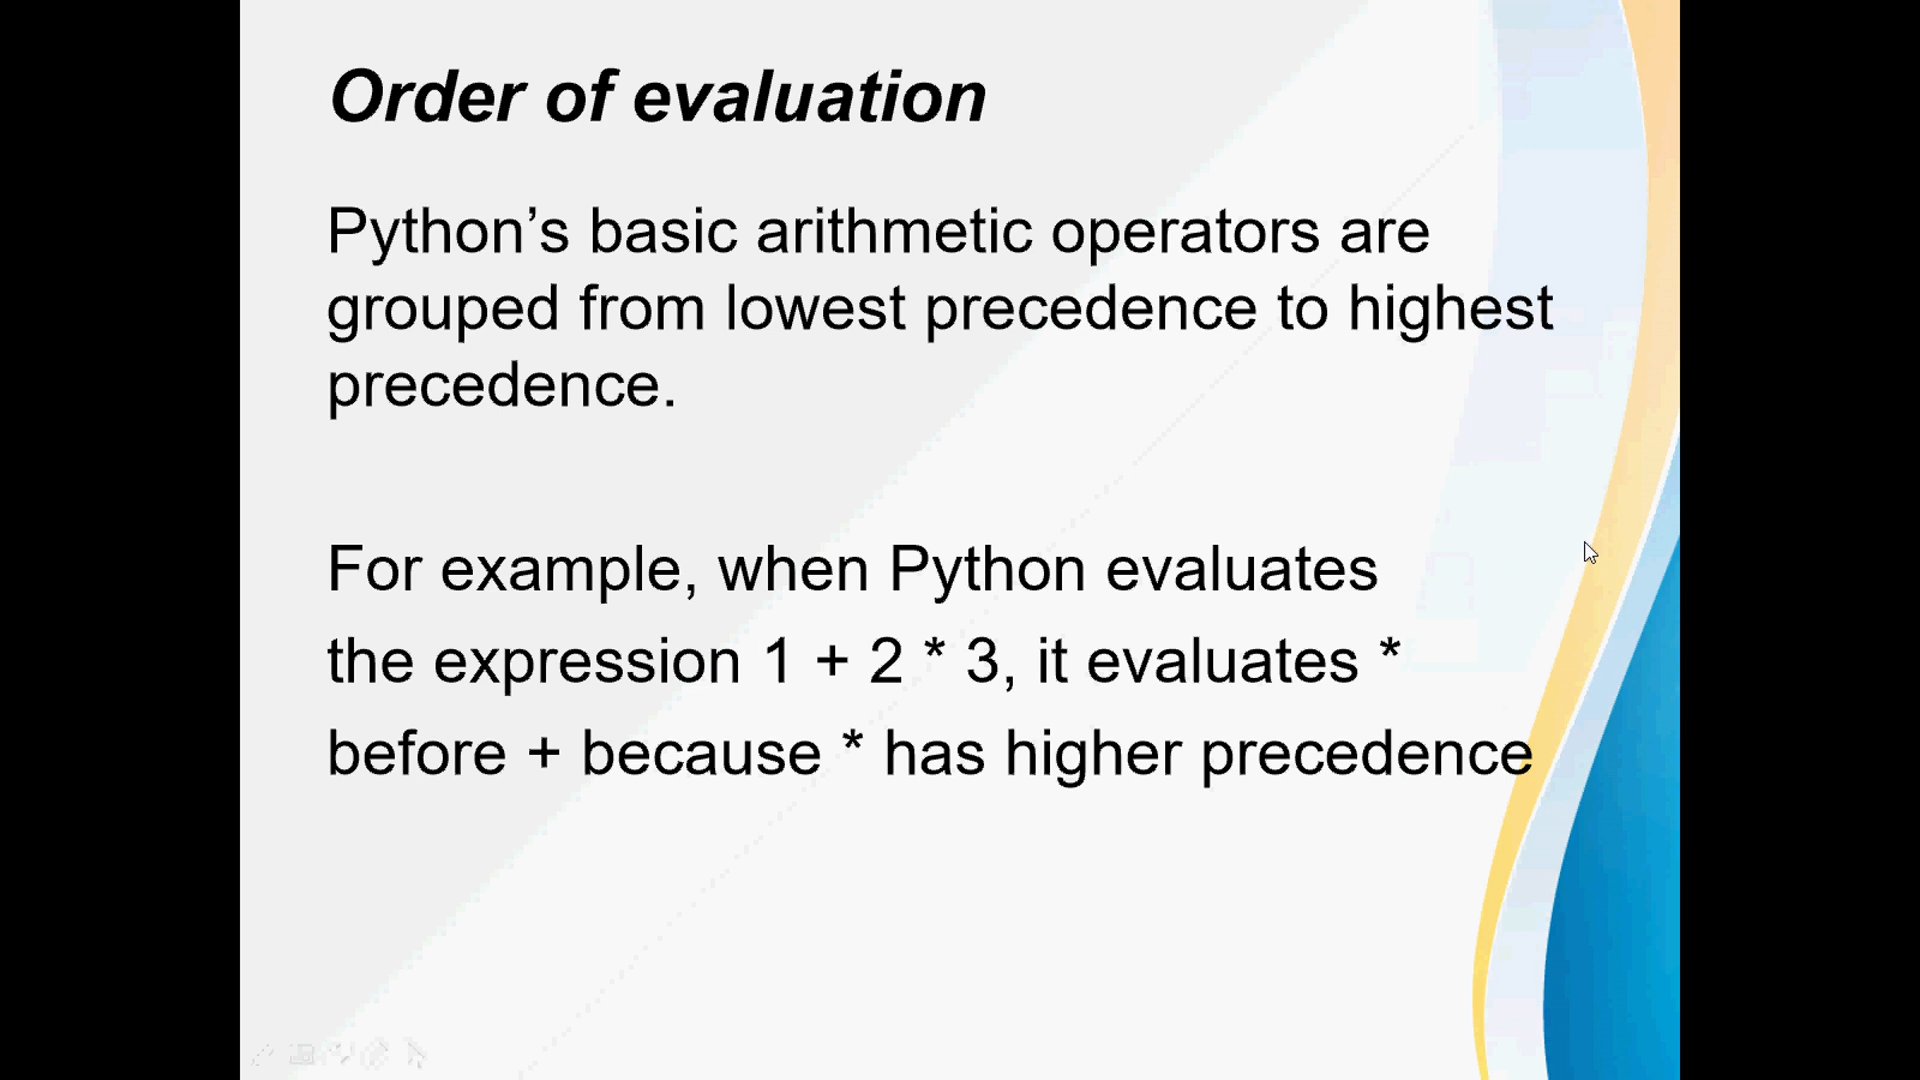 Order of evaluation
Python’s basic arithmetic operators are
grouped from lowest precedence to highest
precedence.
For example, when Python evaluates
the expression 1 + 2 * 3, it evaluates *
before + because * has higher precedence